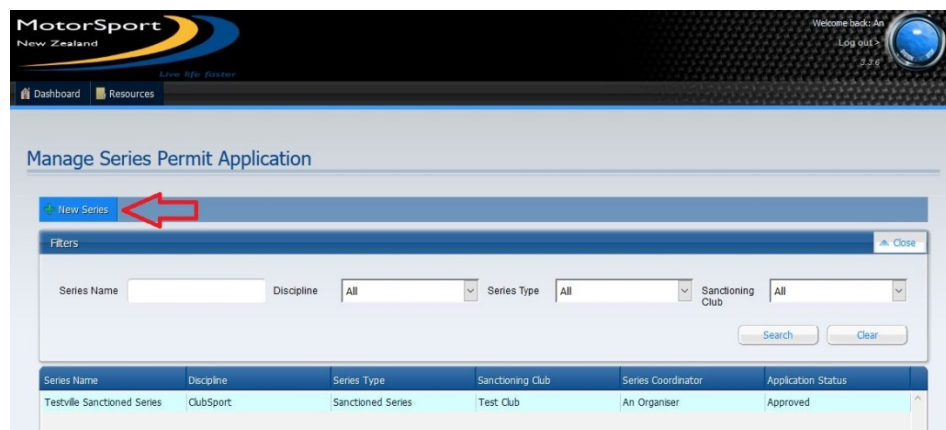 MotorSport
New Zealand
Live life faster
Welcome back: An
Log out >
3.3.6
Dashboard Resources
Manage Series Permit Application
New Series
Filters Close
Series Name Discipline All Series Type All Sanctioning Club All
Search Clear
Series Name Discipline Series Type Sanctioning Club Series Coordinator Application Status
Testville Sanctioned Series ClubSport Sanctioned Series Test Club An Organiser Approved